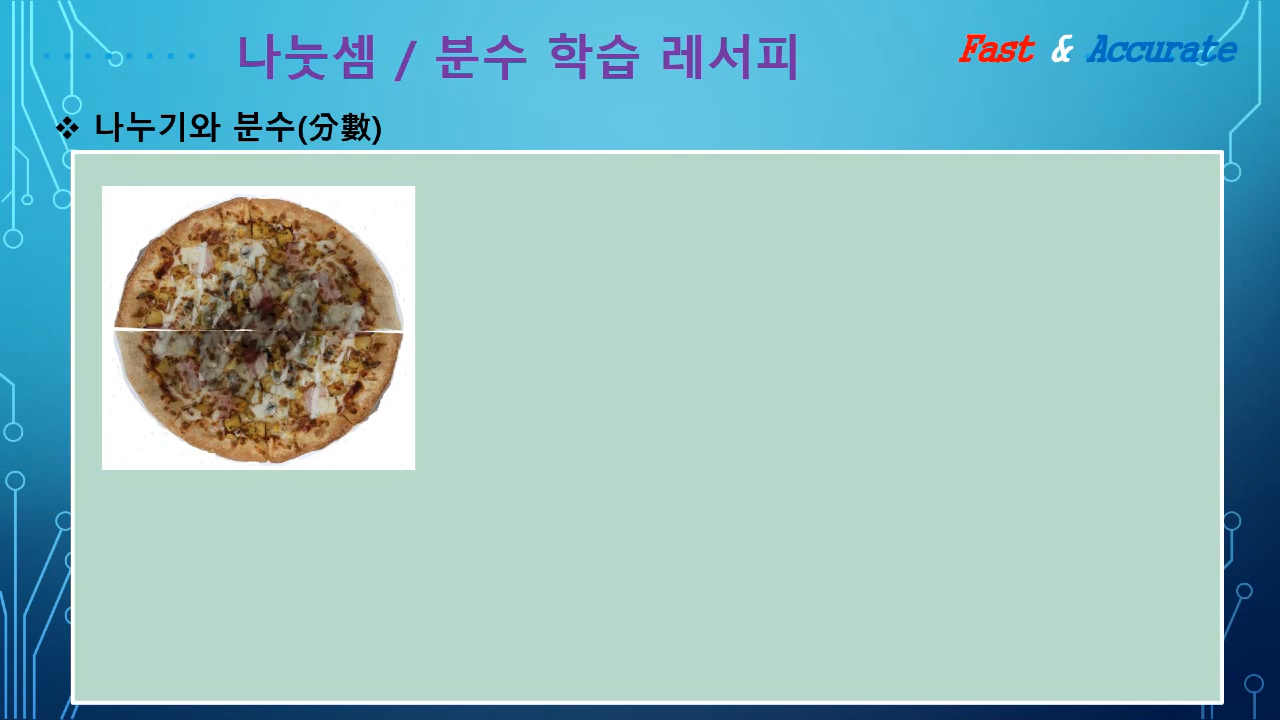 나눗셈 / 분수 학습 레서피
Fast & Accurate
❖ 나누기와 분수(分數)